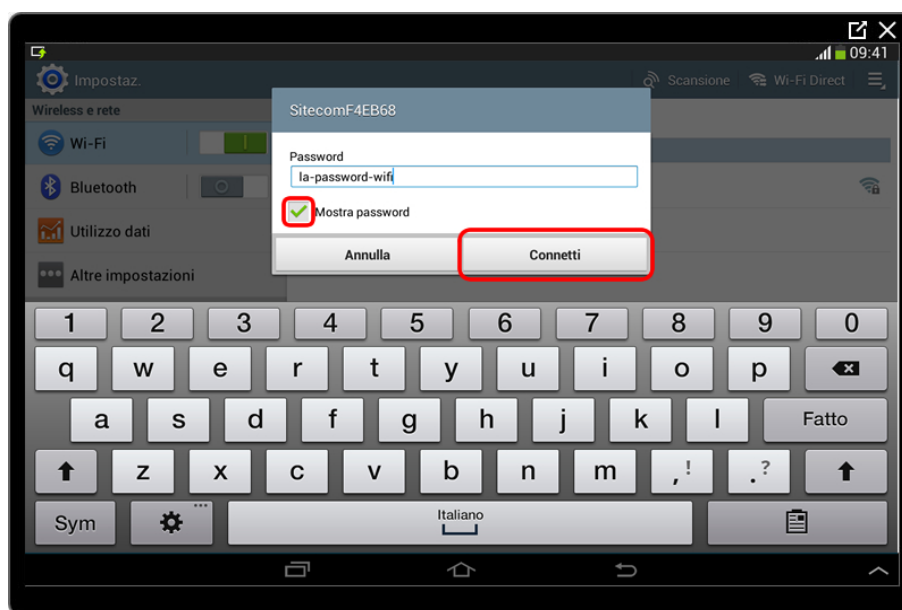 09:41
Impostaz.
Scansione
Wi-Fi Direct
Wireless e rete
SitecomF4EB68
Wi-Fi
Password
la-password-wifi
Bluetooth
Mostra password
Utilizzo dati
Annulla
Connetti
Altre impostazioni
1 2 3 4 5 6 7 8 9 0
q w e r t y u i o p
a s d f g h j k l Fatto
z x c v b n m ,! .?
Sym ... Italiano